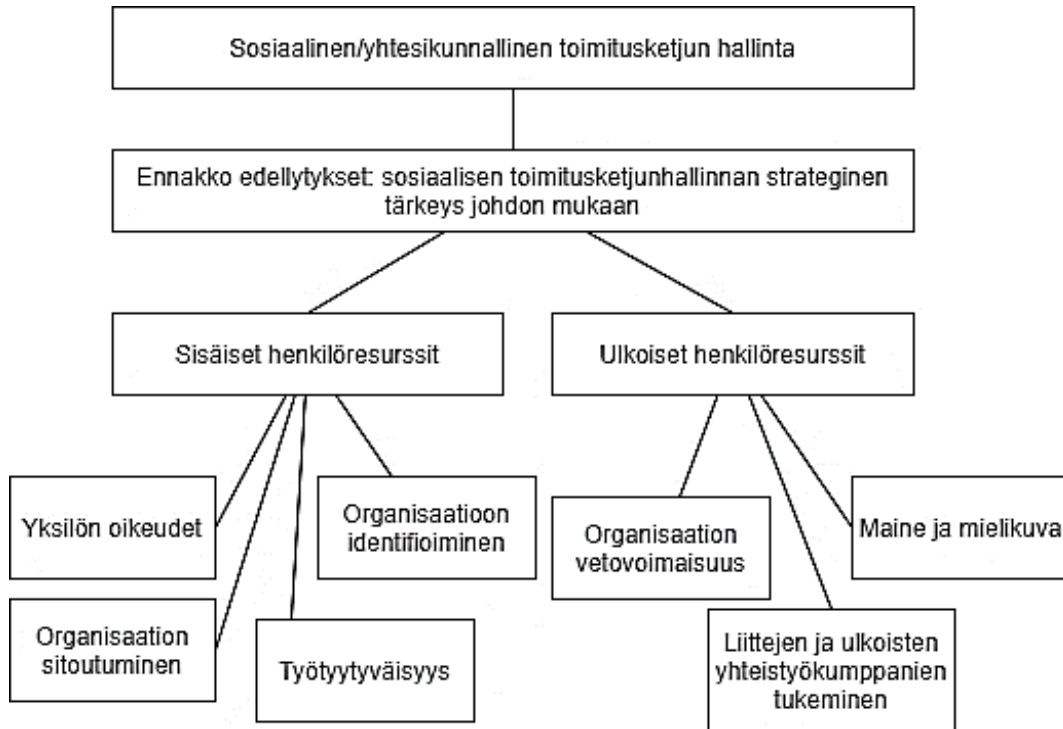 Sosiaalinen/yhtesikunnallinen toimitusketjun hallinta
Ennakko edellytykset: sosiaalisen toimitusketjunhallinnan strateginen
tärkeys johdon mukaan
Sisäiset henkilöresurssit
Ulkoiset henkilöresurssit
Yksilön oikeudet
Organisaatioon
identifioiminen
Organisaation
sitoutuminen
Työtyytyväisyys
Organisaation
vetovoimaisuus
Maine ja mielikuva
Liittejen ja ulkoisten
yhteistyökumppanien
tukeminen